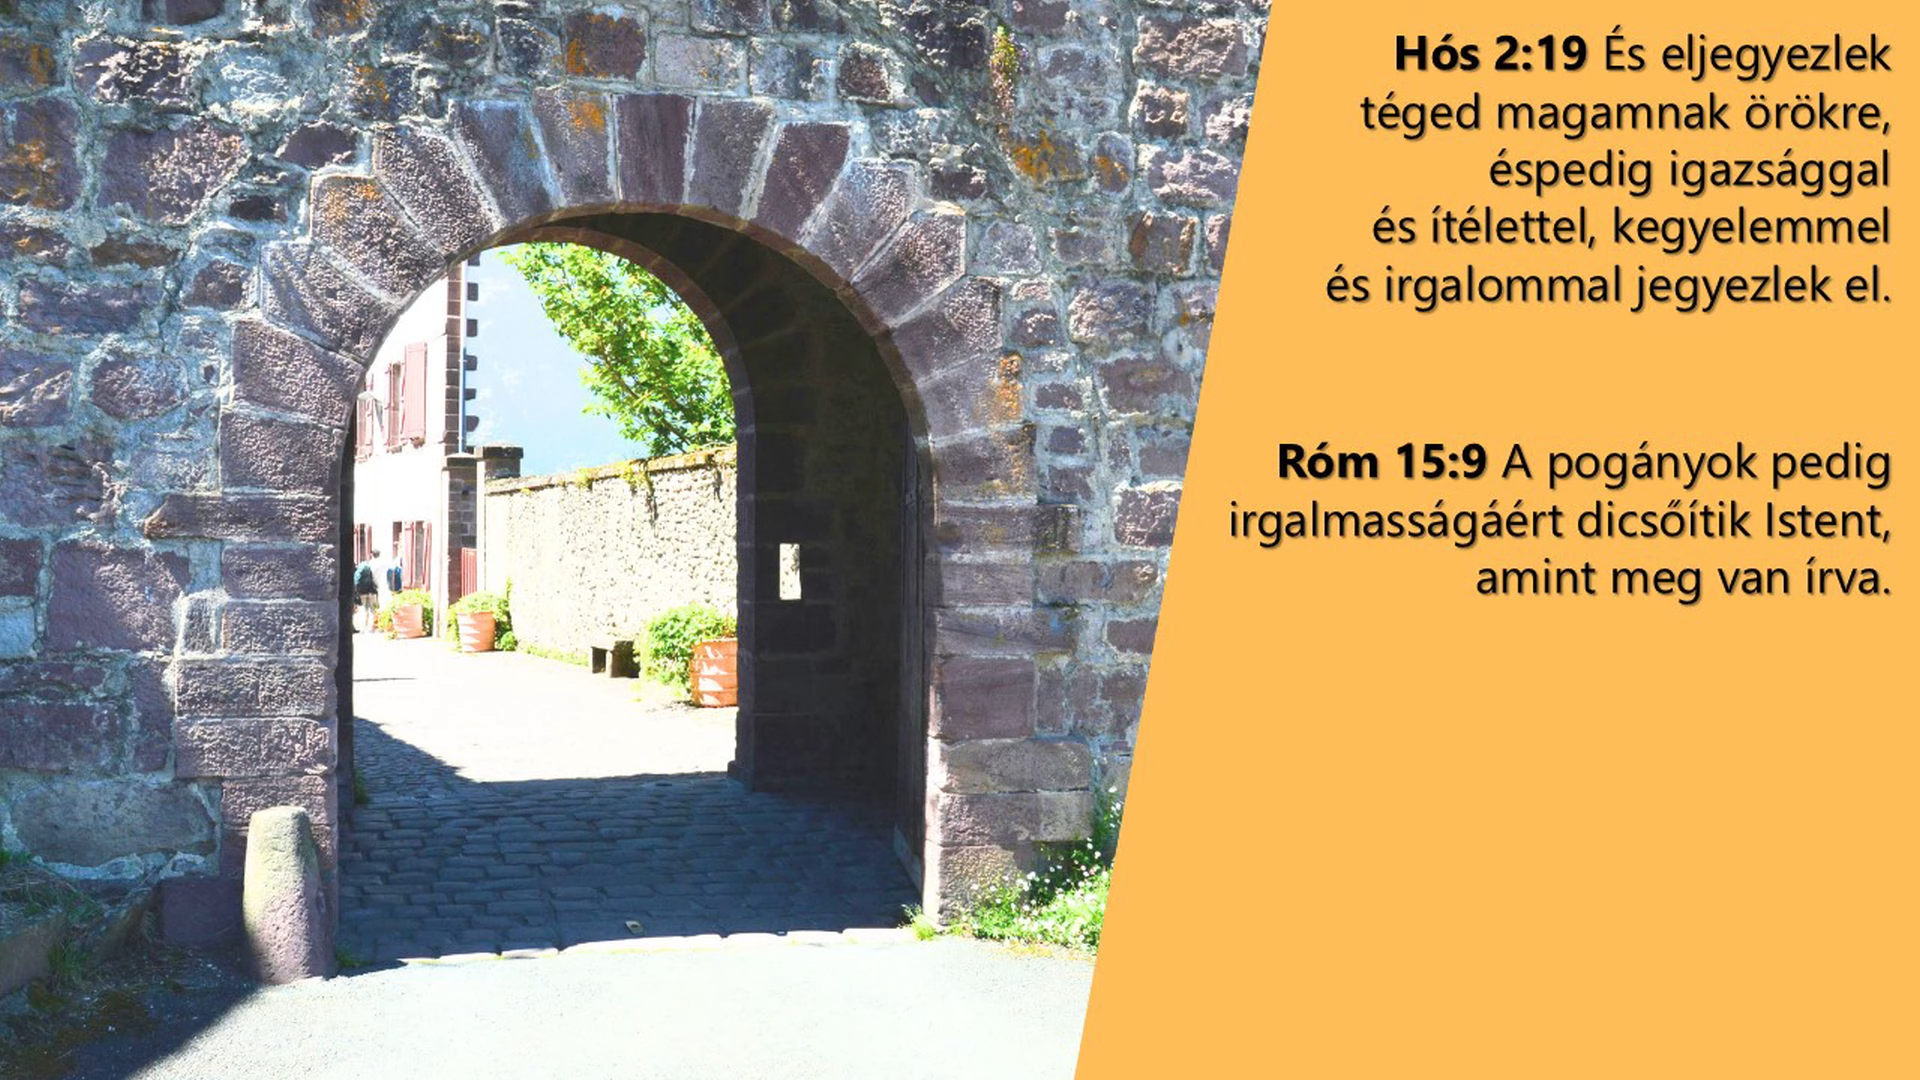 Hós 2:19 És eljegyezlek
téged magamnak örökre,
éspedig igazsággal
és ítélettel, kegyelemmel
és irgalommal jegyezlek el.
Róm 15:9 A pogányok pedig
irgalmasságáért dicsőítik Istent,
amint meg van írva.